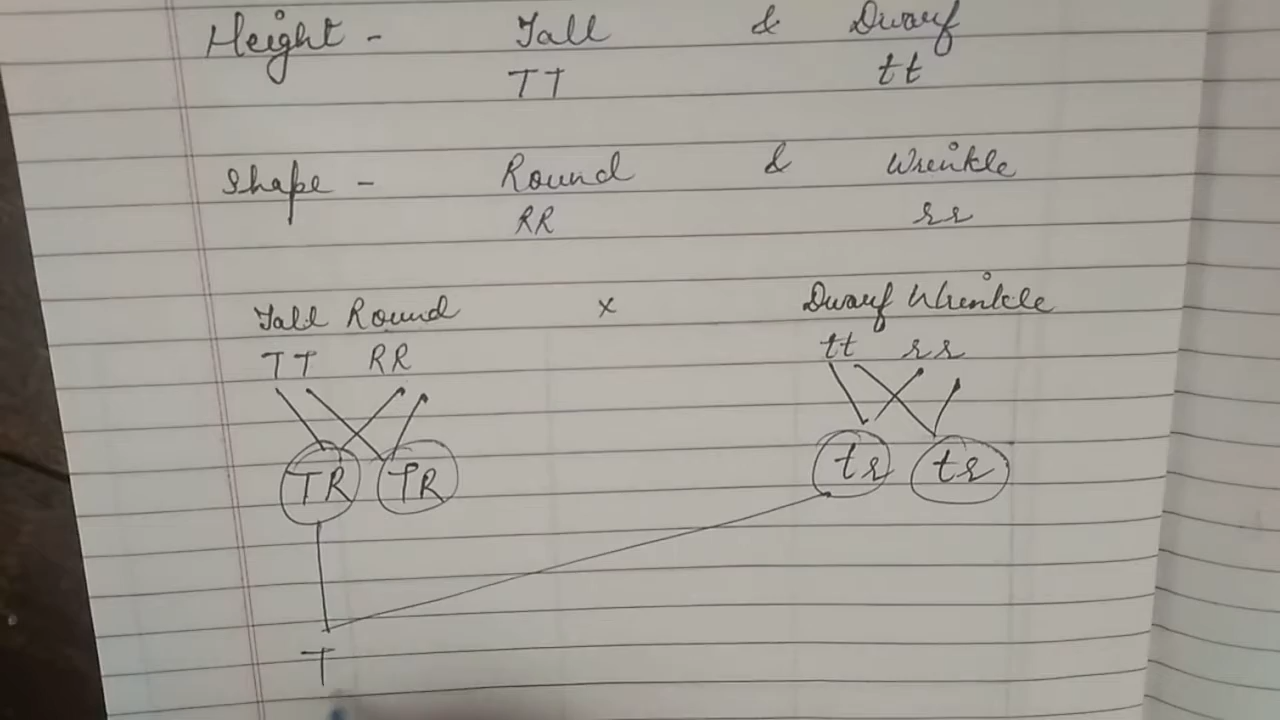 Height - Tall & Dwarf
TT tt
Shape - Round & Wrinkle
RR rr
Tall Round x Dwarf Wrinkle
TT RR tt rr
TR TR tr tr
T